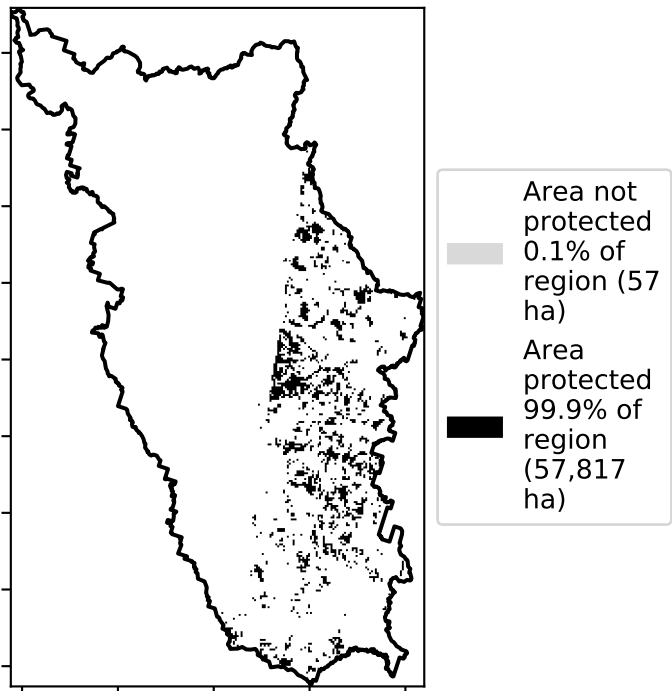 Area not
protected
0.1% of
region (57
ha)
Area
protected
99.9% of
region
(57,817
ha)